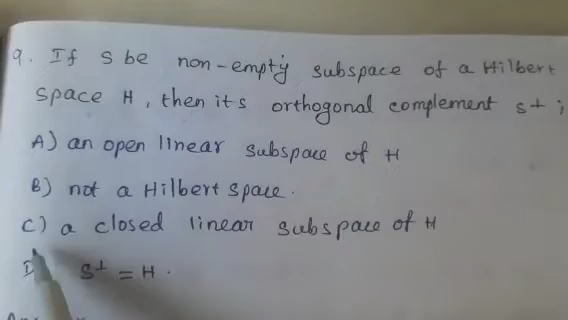 9. If S be non-empty subspace of a Hilbert
Space H, then its orthogonal complement S⊥ is
A) an open linear subspace of H
B) not a Hilbert space.
C) a closed linear subspace of H
S⊥ = H.